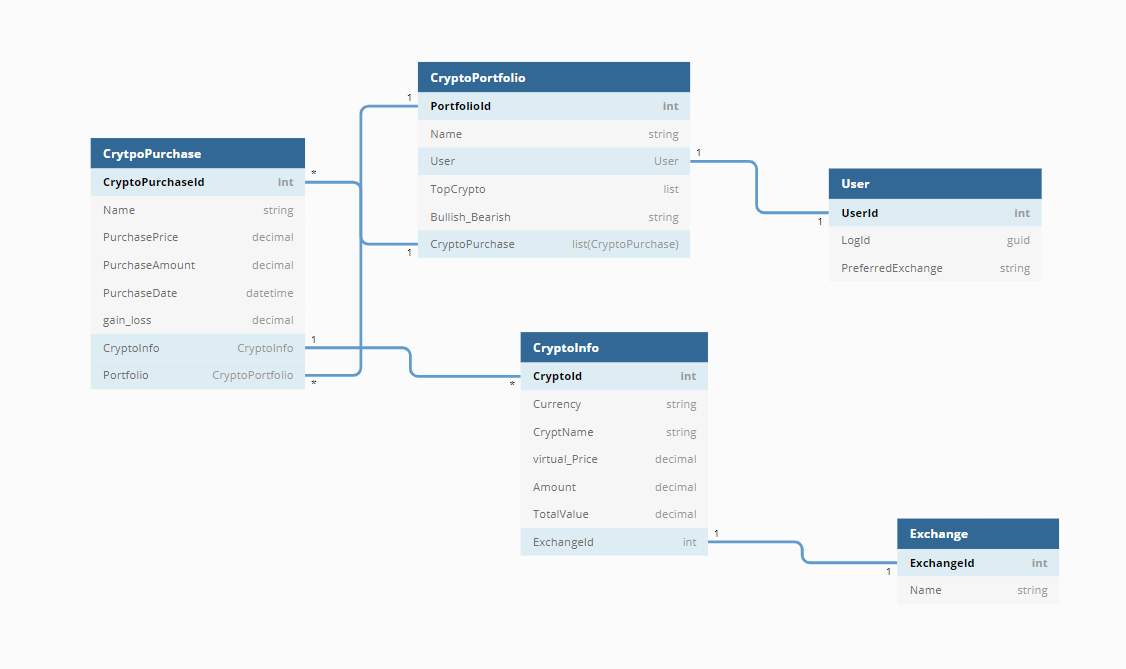 CrytpoPurchase
CryptoPurchaseId int
Name string
PurchasePrice decimal
PurchaseAmount decimal
PurchaseDate datetime
gain_loss decimal
CryptoInfo CryptoInfo
Portfolio CryptoPortfolio
*
1
*
CryptoPortfolio
PortfolioId int
Name string
User User
TopCrypto list
Bullish_Bearish string
CryptoPurchase list(CryptoPurchase)
1
1
1
User
UserId int
LogId guid
PreferredExchange string
1
CryptoInfo
CryptoId int
Currency string
CryptName string
virtual_Price decimal
Amount decimal
TotalValue decimal
ExchangeId int
*
1
Exchange
ExchangeId int
Name string
1